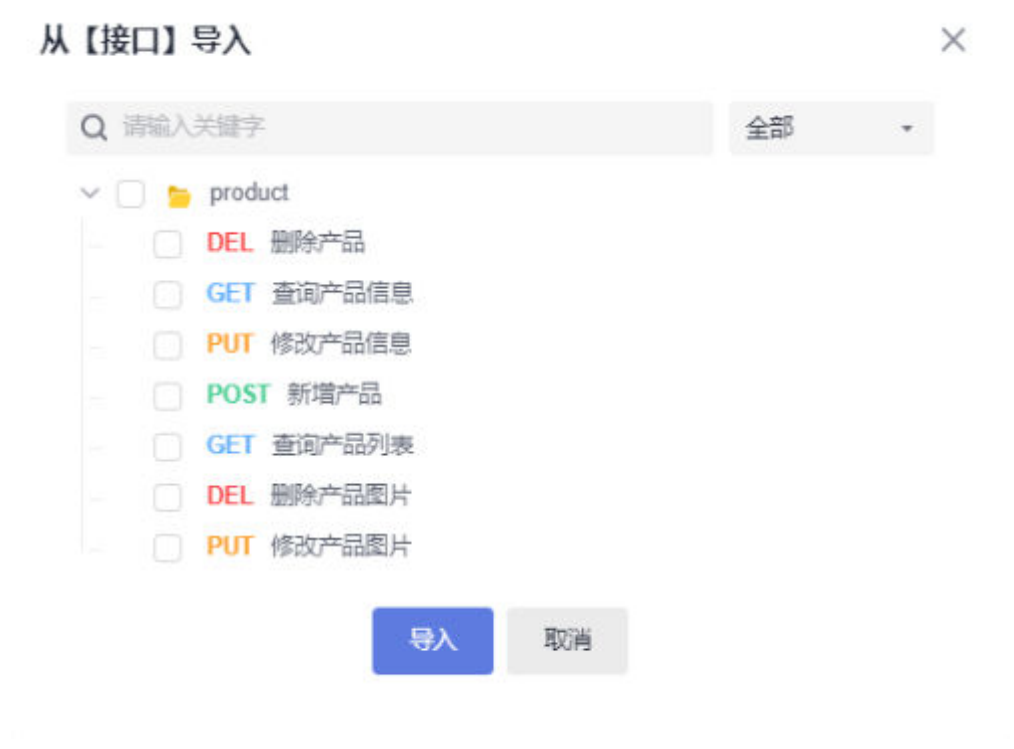 从【接口】导入
请输入关键字 全部
product
DEL 删除产品
GET 查询产品信息
PUT 修改产品信息
POST 新增产品
GET 查询产品列表
DEL 删除产品图片
PUT 修改产品图片
导入 取消